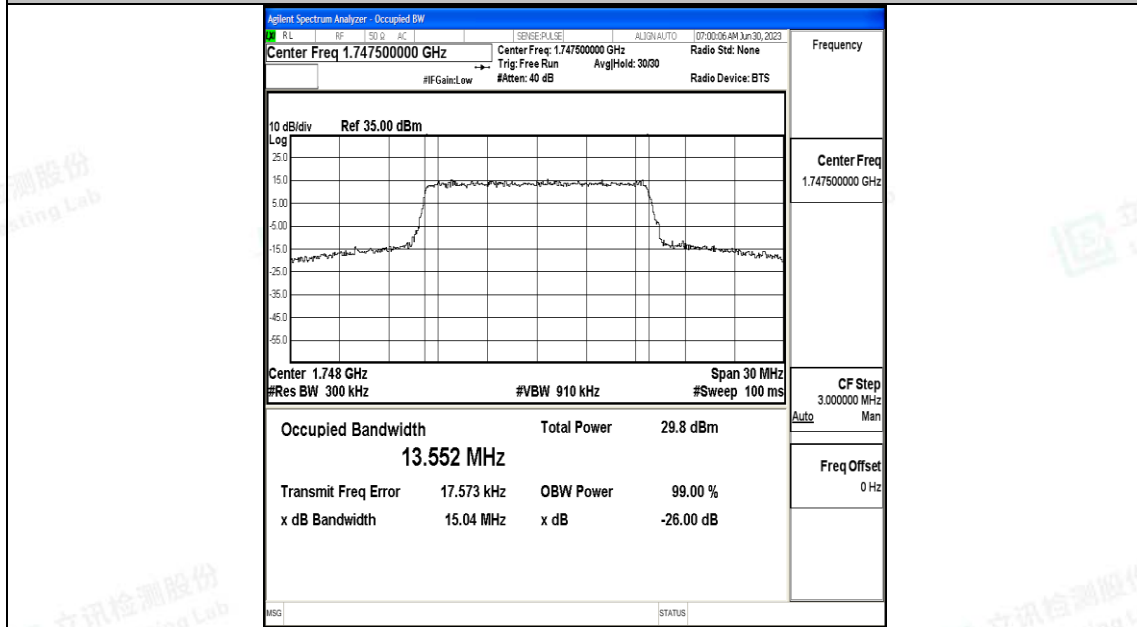 Agilent Spectrum Analyzer - Occupied BW
RL RF 50 Ω AC SENSE:PULSE ALIGN AUTO 07:00:06 AM Jun 30, 2023
Center Freq 1.747500000 GHz
Center Freq: 1.747500000 GHz Radio Std: None
Trig: Free Run Avg|Hold: 30/30
#IFGain:Low #Atten: 40 dB Radio Device: BTS
Frequency
10 dB/div Ref 35.00 dBm
Log
25.0
15.0
5.00
-5.00
-15.0
-25.0
-35.0
-45.0
-55.0
Center 1.748 GHz Span 30 MHz
#Res BW 300 kHz #VBW 910 kHz #Sweep 100 ms
Center Freq
1.747500000 GHz
CF Step
3.000000 MHz
Auto Man
Freq Offset
0 Hz
Occupied Bandwidth Total Power 29.8 dBm
13.552 MHz
Transmit Freq Error 17.573 kHz OBW Power 99.00 %
x dB Bandwidth 15.04 MHz x dB -26.00 dB
MSG STATUS
检测股份
立讯检测股份